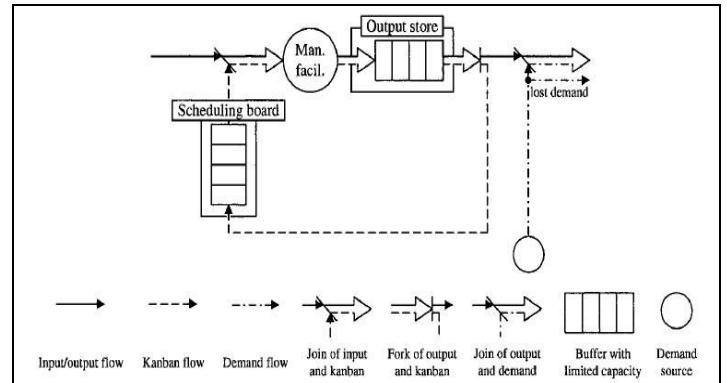 Output store
Man.
facil.
lost demand
Scheduling board
Input/output flow
Kanban flow
Demand flow
Join of input
and kanban
Fork of output
and kanban
Join of output
and demand
Buffer with
limited capacity
Demand
source